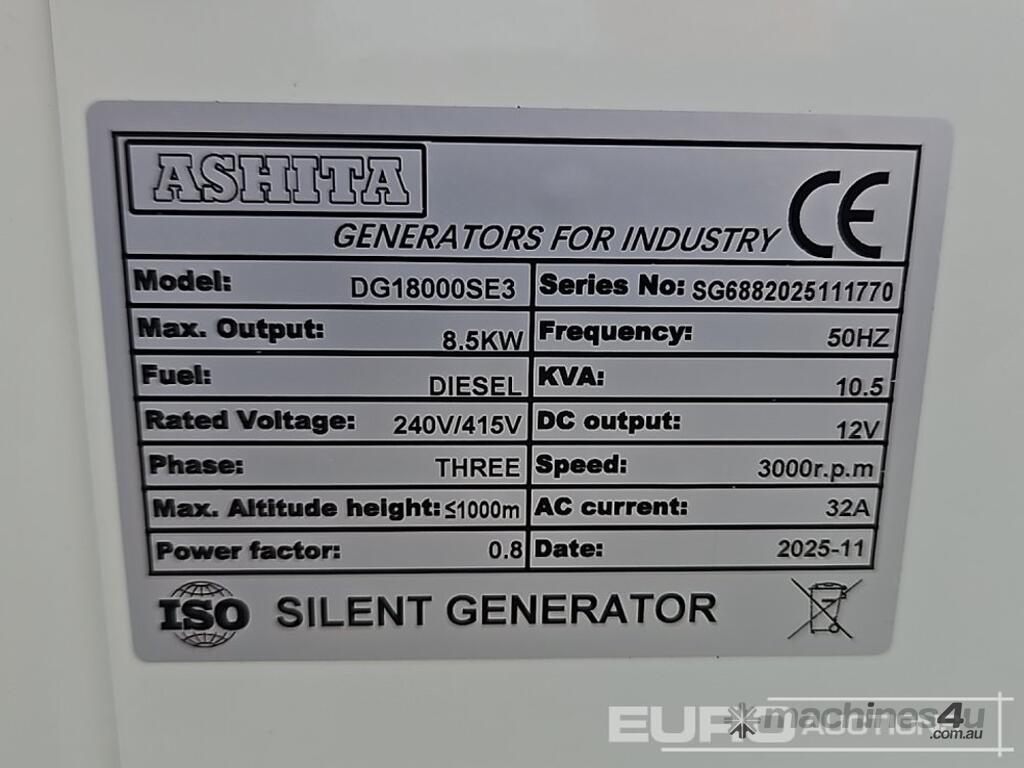 ASHITA
GENERATORS FOR INDUSTRY CE
Model: DG18000SE3 Series No: SG6882025111770
Max. Output: 8.5KW Frequency: 50HZ
Fuel: DIESEL KVA: 10.5
Rated Voltage: 240V/415V DC output: 12V
Phase: THREE Speed: 3000r.p.m
Max. Altitude height: ≤1000m AC current: 32A
Power factor: 0.8 Date: 2025-11
ISO SILENT GENERATOR
EURO AUCTIONS
machines4u
.com.au